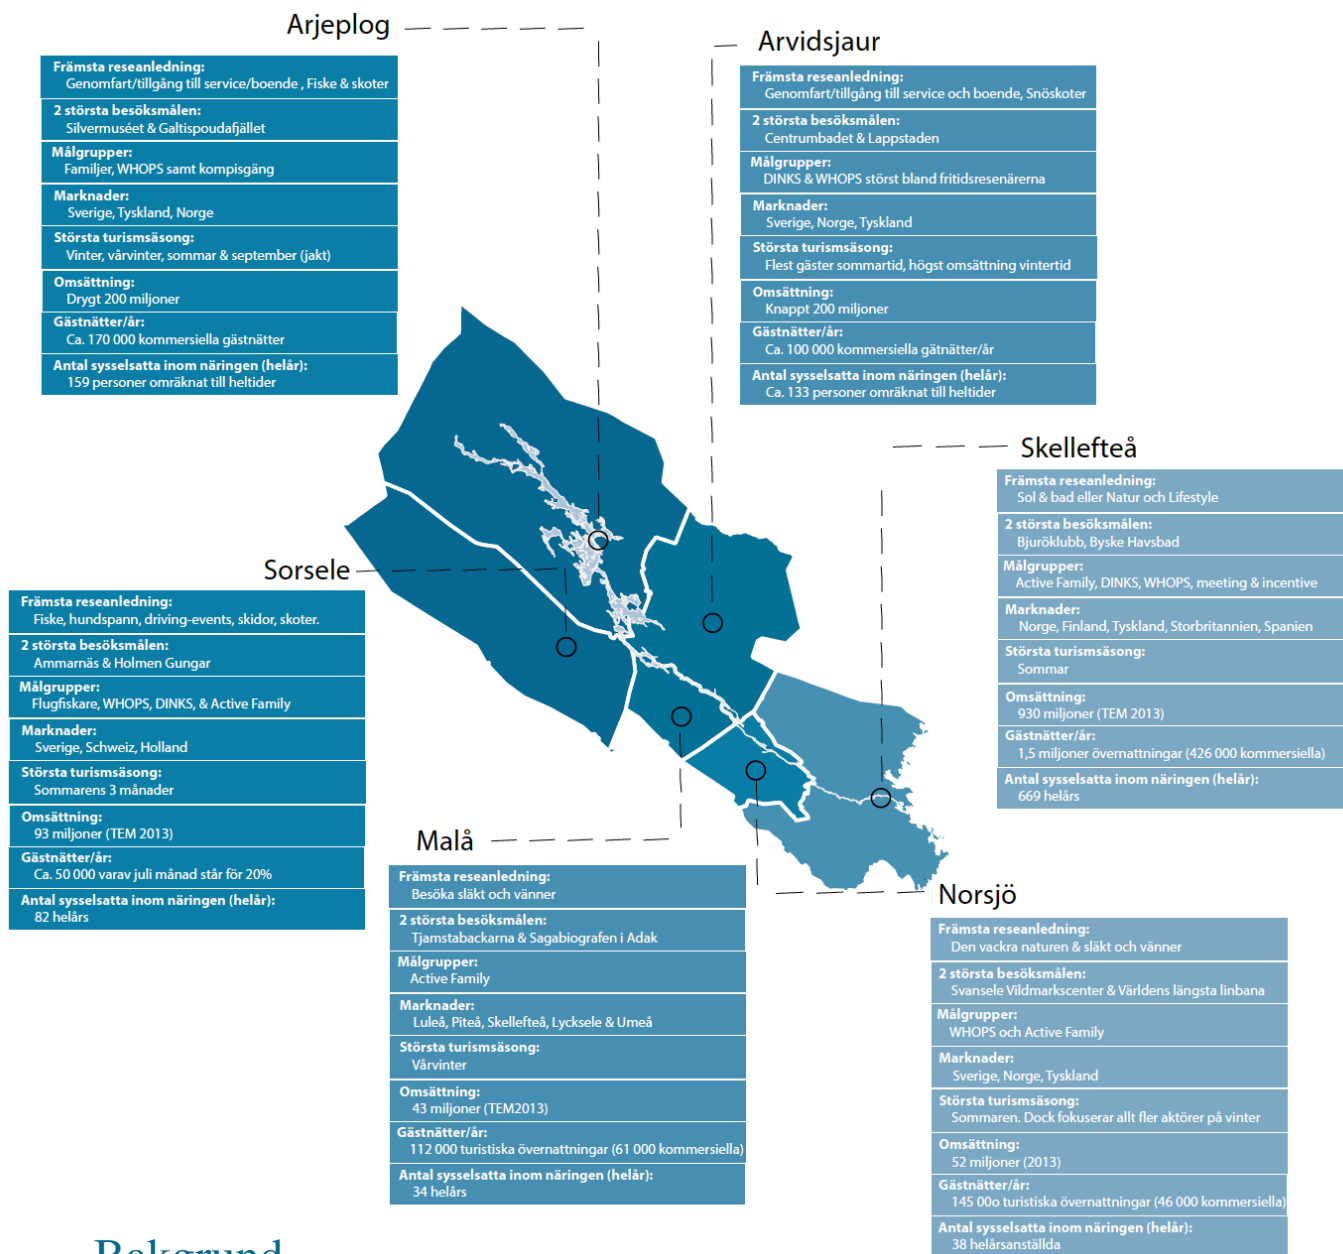 Arjeplog
Främsta reseanledning:
Genomfart/tillgång till service/boende , Fiske & skoter
2 största besöksmålen:
Silvermuséet & Galtispoudafjället
Målgrupper:
Familjer, WHOPS samt kompisgäng
Marknader:
Sverige, Tyskland, Norge
Största turismsäsong:
Vinter, vårvinter, sommar & september (jakt)
Omsättning:
Drygt 200 miljoner
Gästnätter/år:
Ca. 170 000 kommersiella gästnätter
Antal sysselsatta inom näringen (helår):
159 personer omräknat till heltider
Arvidsjaur
Främsta reseanledning:
Genomfart/tillgång till service och boende, Snöskoter
2 största besöksmålen:
Centrumbadet & Lappstaden
Målgrupper:
DINKS & WHOPS störst bland fritidsresenärerna
Marknader:
Sverige, Norge, Tyskland
Största turismsäsong:
Flest gäster sommartid, högst omsättning vintertid
Omsättning:
Knappt 200 miljoner
Gästnätter/år:
Ca. 100 000 kommersiella gätnätter/år
Antal sysselsatta inom näringen (helår):
Ca. 133 personer omräknat till heltider
Skellefteå
Främsta reseanledning:
Sol & bad eller Natur och Lifestyle
2 största besöksmålen:
Bjuröklubb, Byske Havsbad
Målgrupper:
Active Family, DINKS, WHOPS, meeting & incentive
Marknader:
Norge, Finland, Tyskland, Storbritannien, Spanien
Största turismsäsong:
Sommar
Omsättning:
930 miljoner (TEM 2013)
Gästnätter/år:
1,5 miljoner övernattningar (426 000 kommersiella)
Antal sysselsatta inom näringen (helår):
669 helårs
Sorsele
Främsta reseanledning:
Fiske, hundspann, driving-events, skidor, skoter.
2 största besöksmålen:
Ammarnäs & Holmen Gungar
Målgrupper:
Flugfiskare, WHOPS, DINKS, & Active Family
Marknader:
Sverige, Schweiz, Holland
Största turismsäsong:
Sommarens 3 månader
Omsättning:
93 miljoner (TEM 2013)
Gästnätter/år:
Ca. 50 000 varav juli månad står för 20%
Antal sysselsatta inom näringen (helår):
82 helårs
Malå
Främsta reseanledning:
Besöka släkt och vänner
2 största besöksmålen:
Tjamstabackarna & Sagabiografen i Adak
Målgrupper:
Active Family
Marknader:
Luleå, Piteå, Skellefteå, Lycksele & Umeå
Största turismsäsong:
Vårvinter
Omsättning:
43 miljoner (TEM2013)
Gästnätter/år:
112 000 turistiska övernattningar (61 000 kommersiella)
Antal sysselsatta inom näringen (helår):
34 helårs
Norsjö
Främsta reseanledning:
Den vackra naturen & släkt och vänner
2 största besöksmålen:
Svansele Vildmarkscenter & Världens längsta linbana
Målgrupper:
WHOPS och Active Family
Marknader:
Sverige, Norge, Tyskland
Största turismsäsong:
Sommaren. Dock fokuserar allt fler aktörer på vinter
Omsättning:
52 miljoner (2013)
Gästnätter/år:
145 00o turistiska övernattningar (46 000 kommersiella)
Antal sysselsatta inom näringen (helår):
38 helårsanställda
Bakgrund